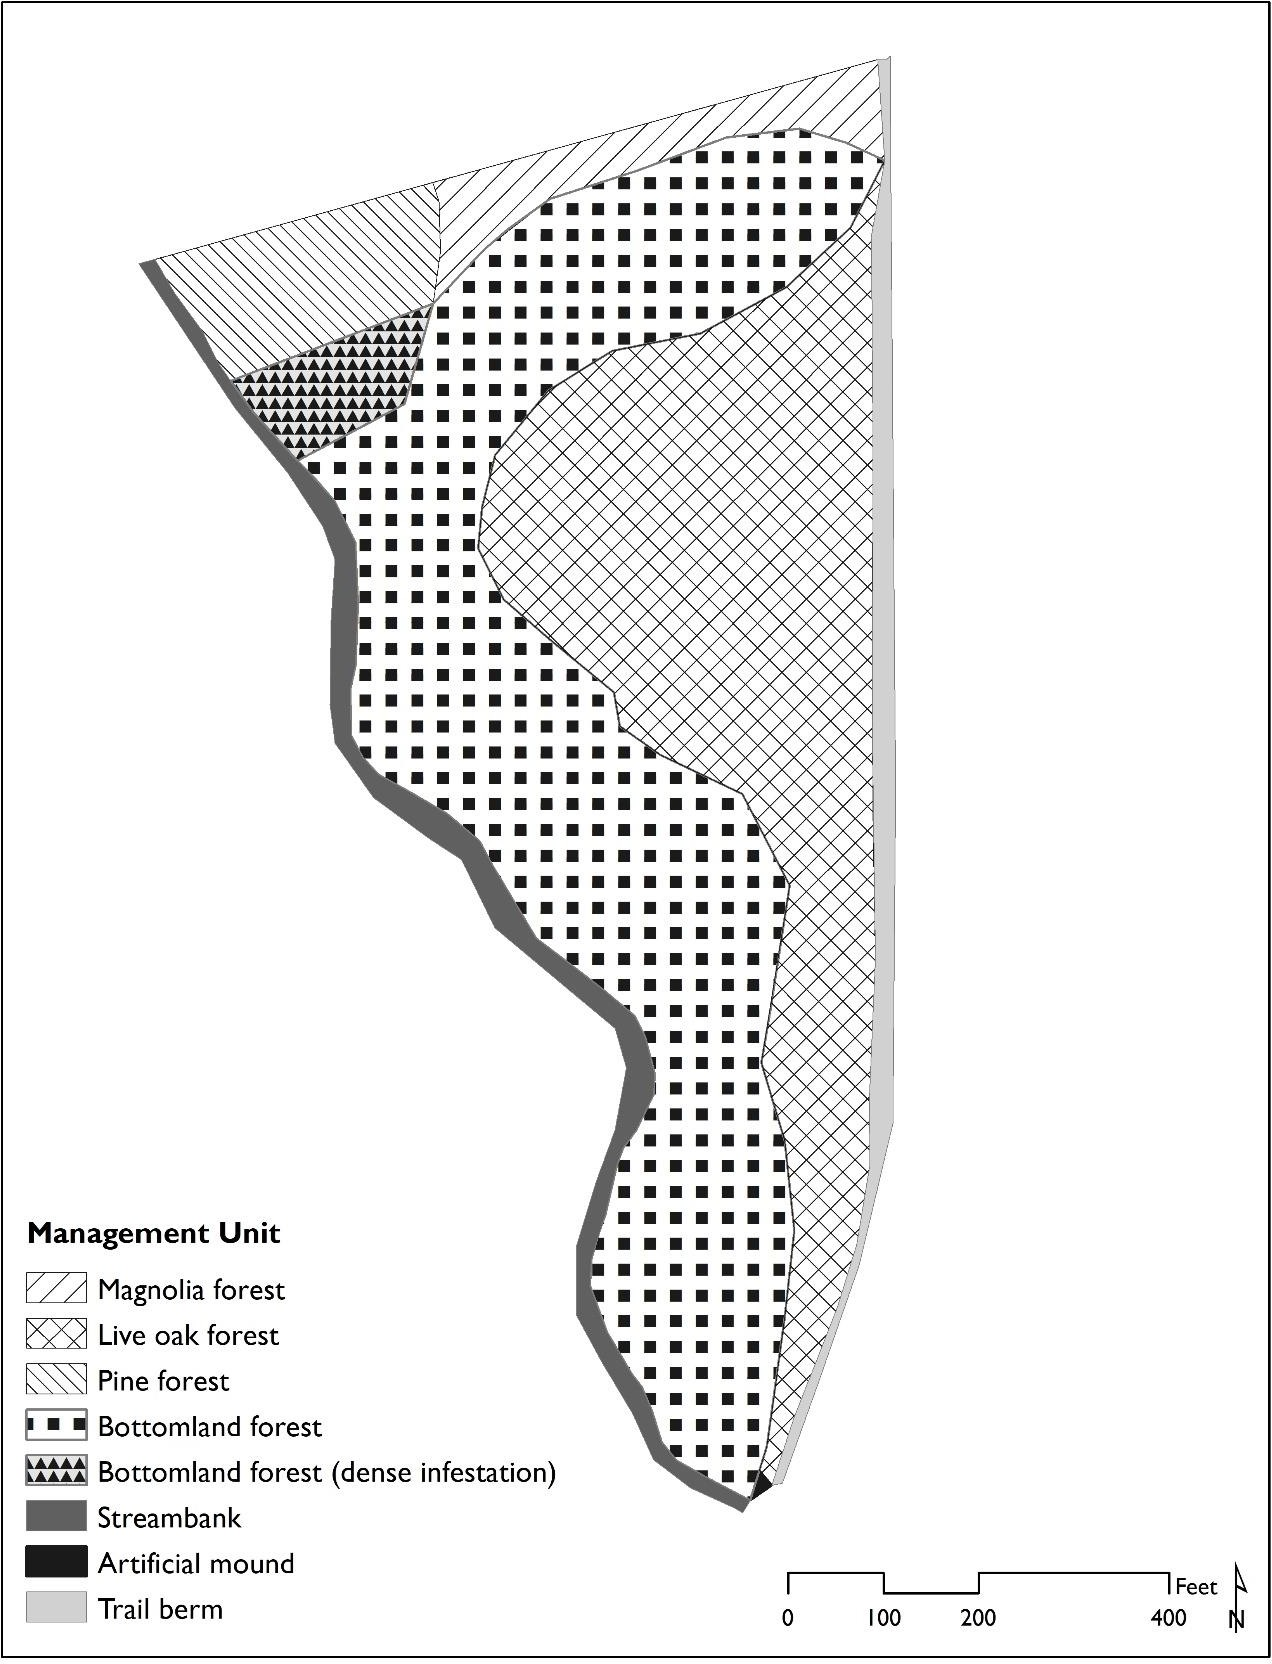 Management Unit
Magnolia forest
Live oak forest
Pine forest
Bottomland forest
Bottomland forest (dense infestation)
Streambank
Artificial mound
Trail berm
Feet
0 100 200 400
N